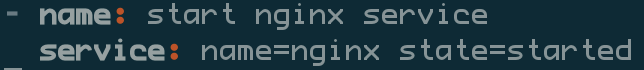 - name: start nginx service
  service: name=nginx state=started